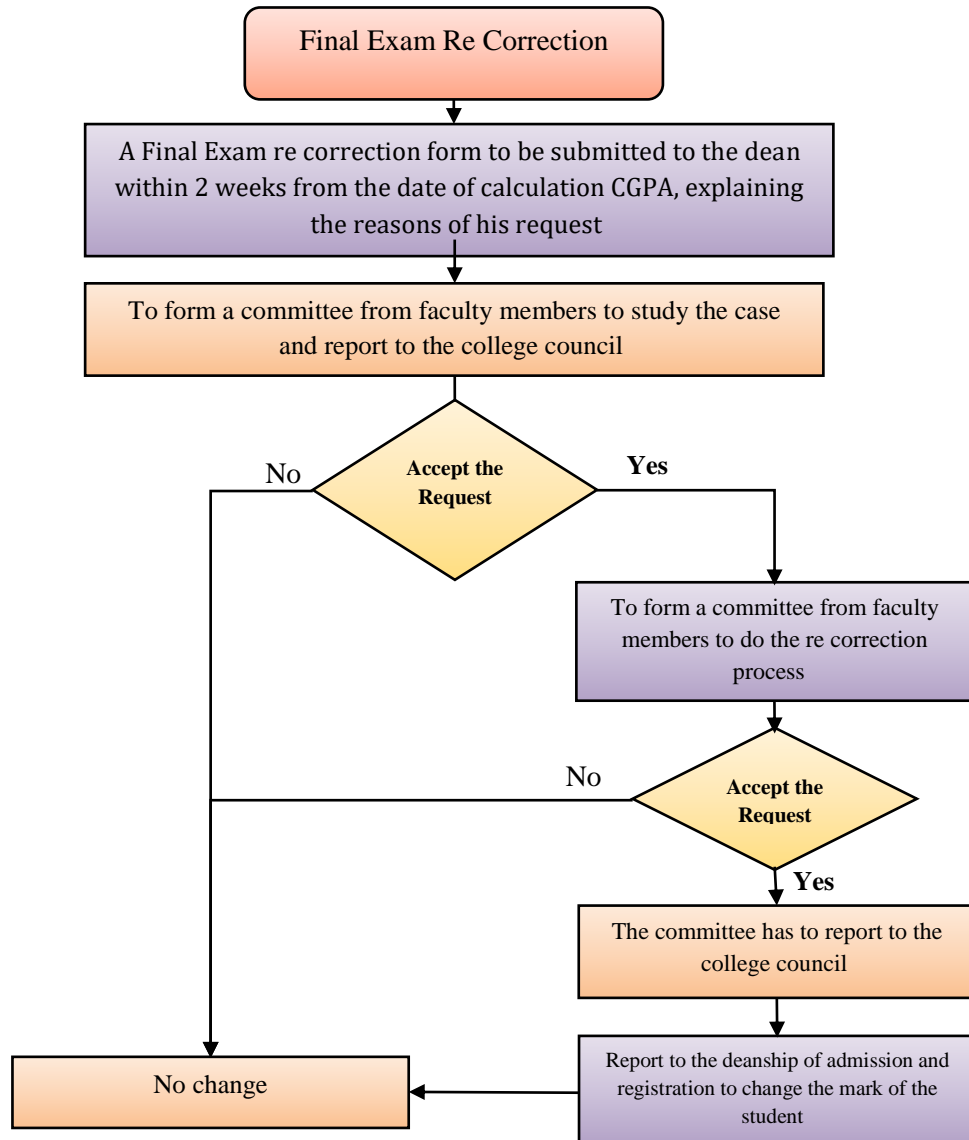 Final Exam Re Correction
A Final Exam re correction form to be submitted to the dean
within 2 weeks from the date of calculation CGPA, explaining
the reasons of his request
To form a committee from faculty members to study the case
and report to the college council
No
Accept the
Request
Yes
To form a committee from faculty
members to do the re correction
process
No
Accept the
Request
Yes
The committee has to report to the
college council
Report to the deanship of admission and
registration to change the mark of the
student
No change